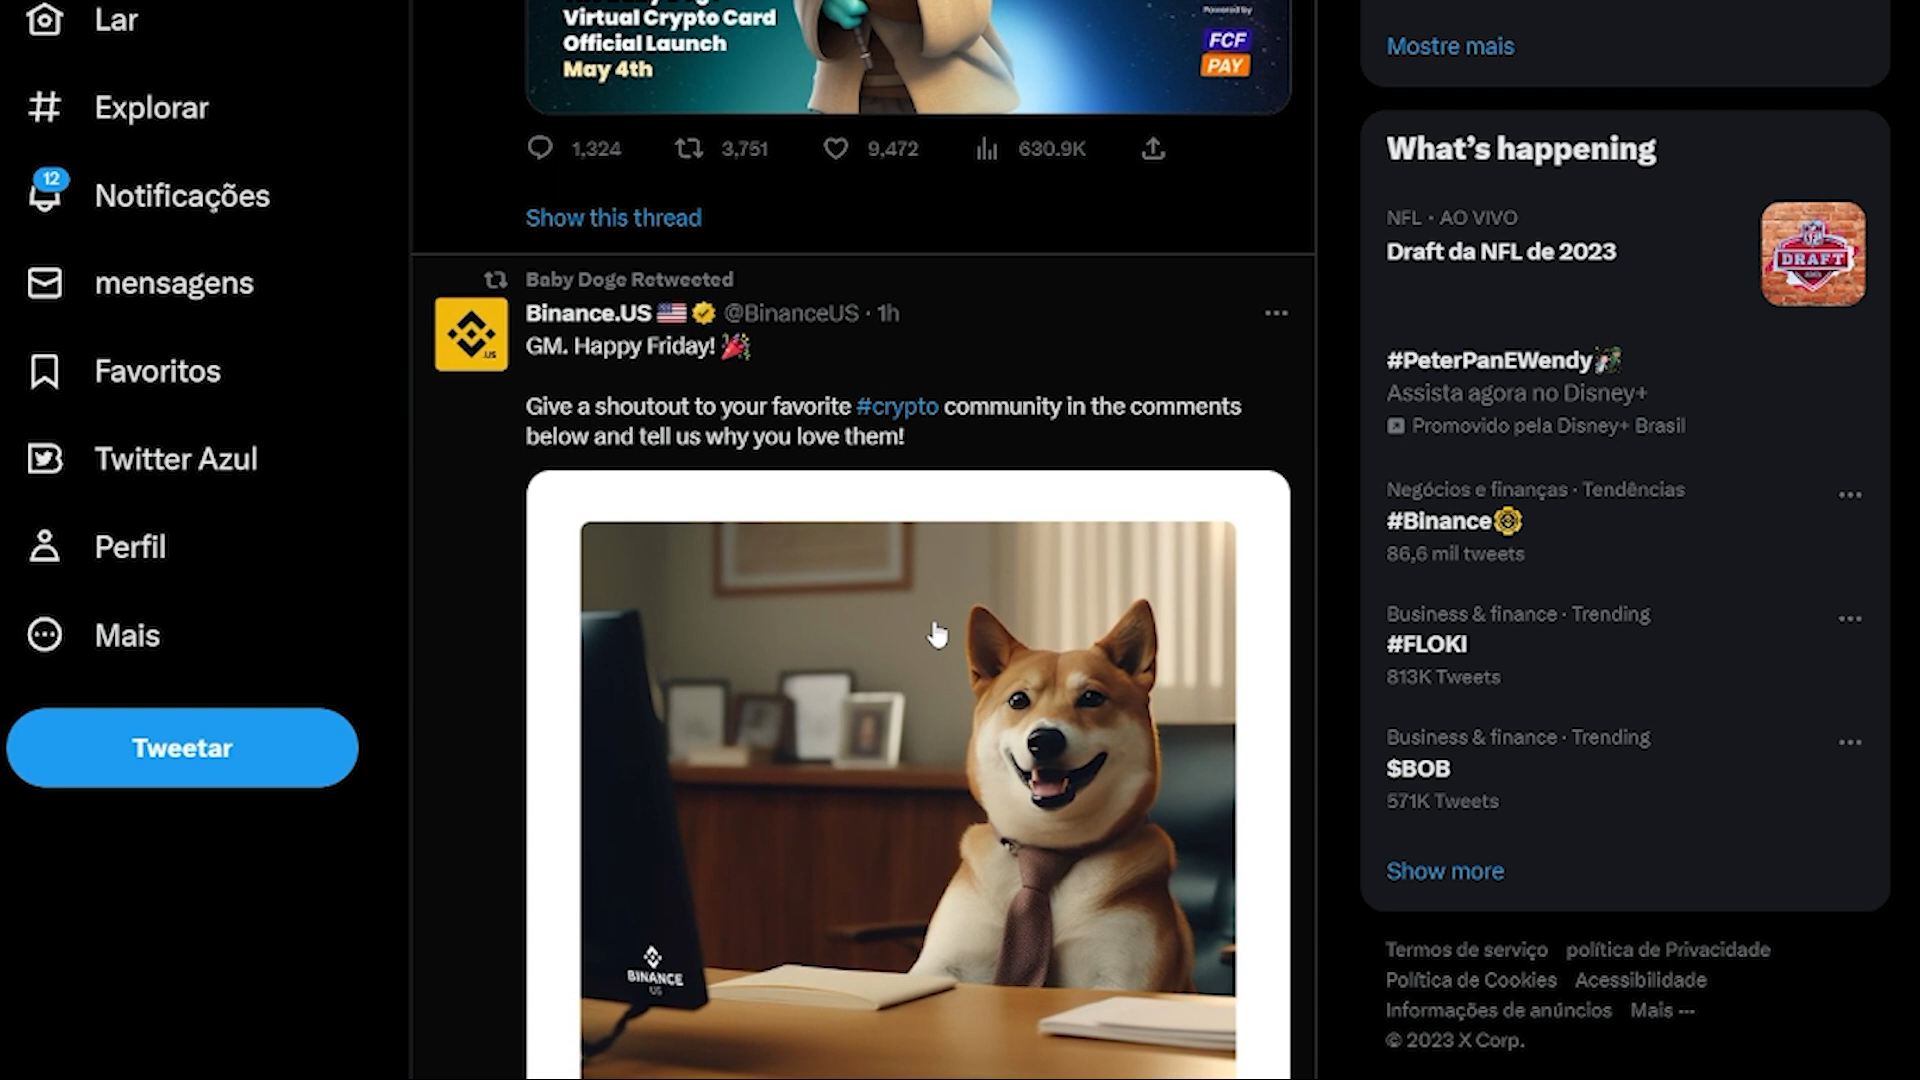 Lar
Explorar
12
Notificações
mensagens
Favoritos
Twitter Azul
Perfil
Mais
Tweetar
Virtual Crypto Card
Official Launch
May 4th
Powered by
FCF
PAY
1,324 3,751 9,472 630.9K
Show this thread
Baby Doge Retweeted
Binance.US @BinanceUS · 1h
GM. Happy Friday! 🎉
Give a shoutout to your favorite #crypto community in the comments
below and tell us why you love them!
.US
BINANCE
US
Mostre mais
What's happening
NFL · AO VIVO
Draft da NFL de 2023
DRAFT
#PeterPanEWendy
Assista agora no Disney+
Promovido pela Disney+ Brasil
Negócios e finanças · Tendências
#Binance
86,6 mil tweets
Business & finance · Trending
#FLOKI
813K Tweets
Business & finance · Trending
$BOB
571K Tweets
Show more
Termos de serviço política de Privacidade
Política de Cookies Acessibilidade
Informações de anúncios Mais ···
© 2023 X Corp.